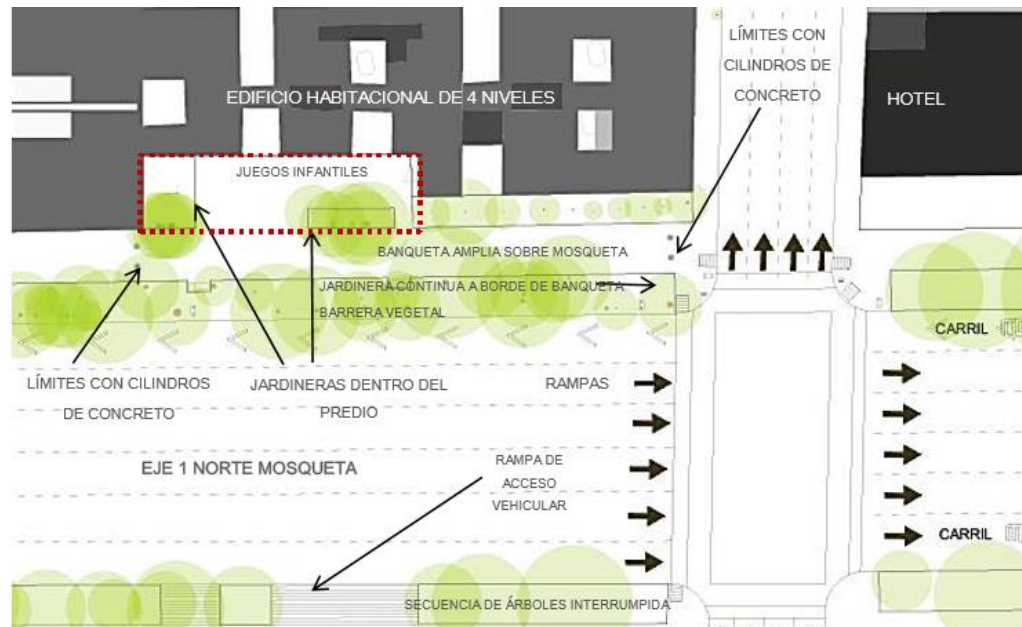 LÍMITES CON
CILINDROS DE
CONCRETO
EDIFICIO HABITACIONAL DE 4 NIVELES
HOTEL
JUEGOS INFANTILES
BANQUETA AMPLIA SOBRE MOSQUETA
JARDINERA CONTINUA A BORDE DE BANQUETA
BARRERA VEGETAL
CARRIL
LÍMITES CON CILINDROS
DE CONCRETO
JARDINERAS DENTRO DEL
PREDIO
RAMPAS
EJE 1 NORTE MOSQUETA
RAMPA DE
ACCESO
VEHICULAR
CARRIL
SECUENCIA DE ÁRBOLES INTERRUMPIDA